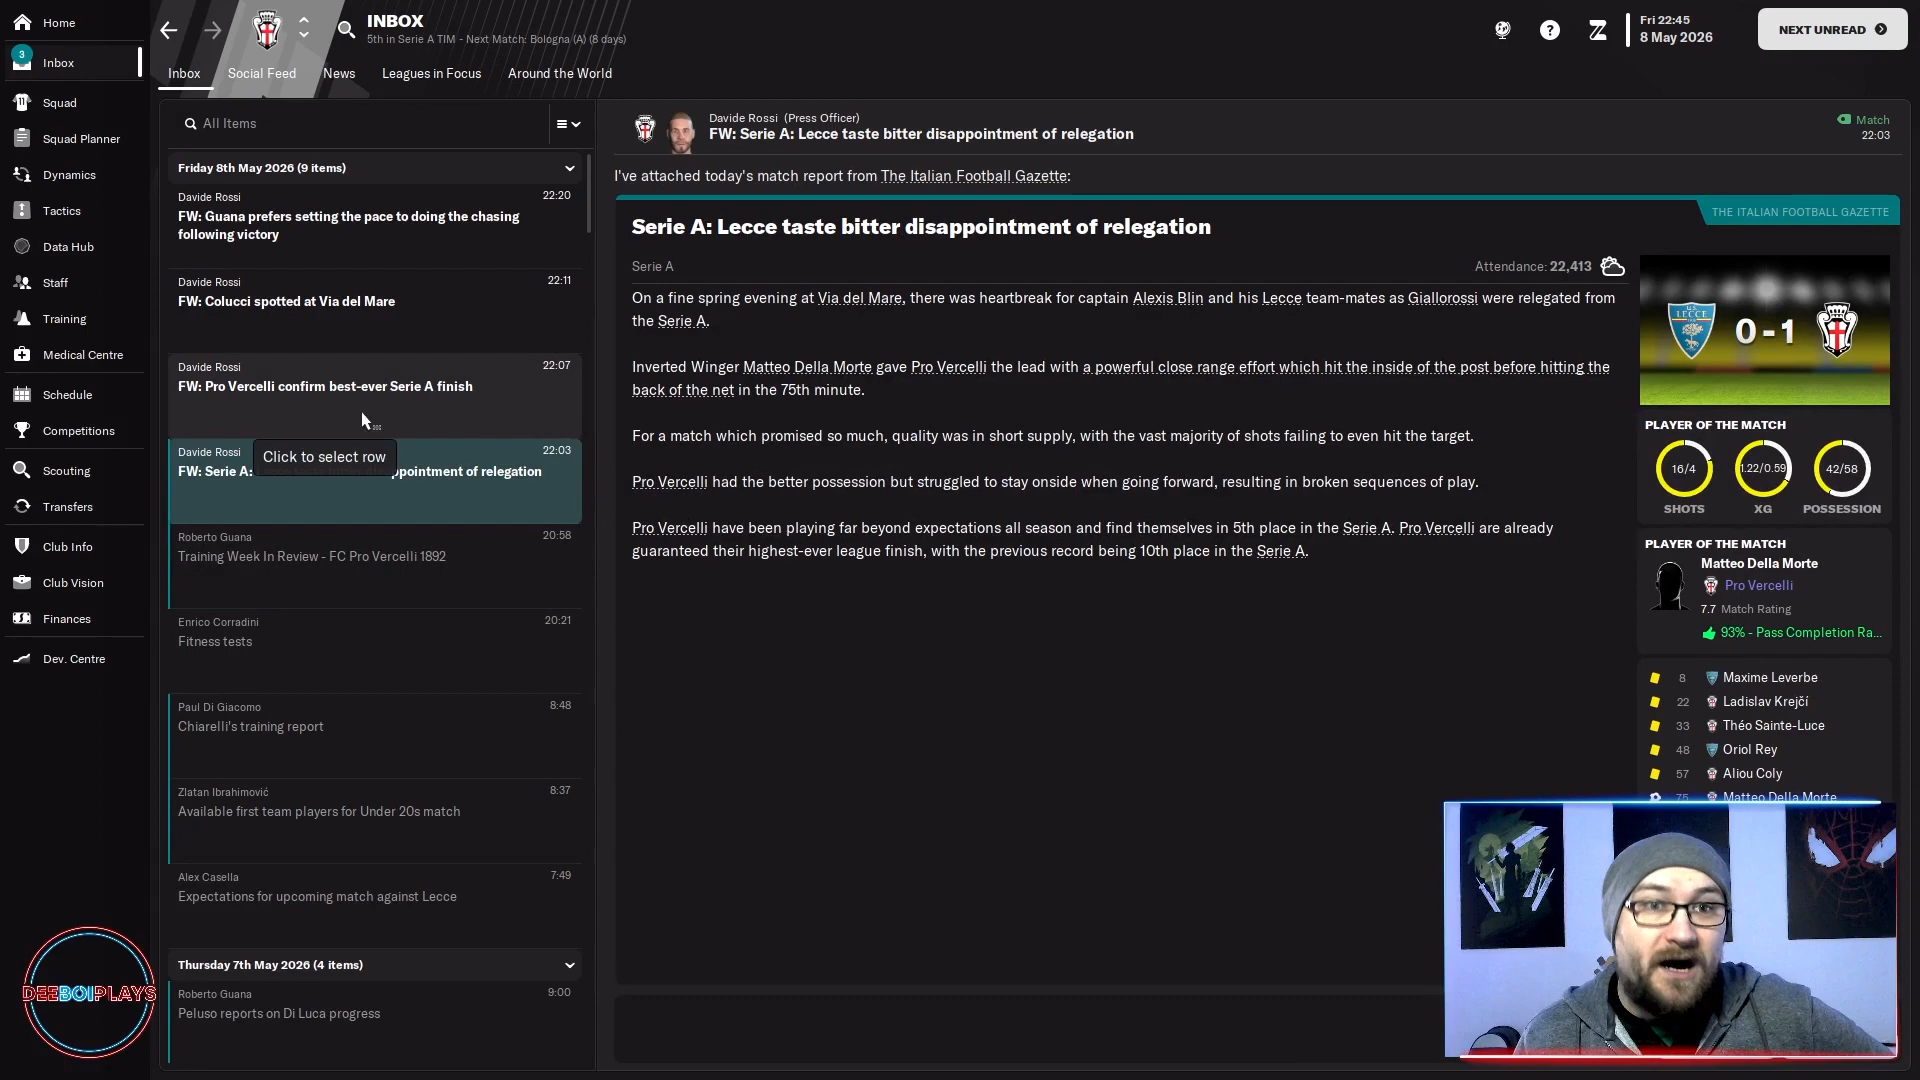 Home
3
Inbox
Squad
Squad Planner
Dynamics
Tactics
Data Hub
Staff
Training
Medical Centre
Schedule
Competitions
Scouting
Transfers
Club Info
Club Vision
Finances
Dev. Centre
DEEBOIPLAYS
INBOX
5th in Serie A TIM - Next Match: Bologna (A) (8 days)
Fri 22:45
8 May 2026
NEXT UNREAD
Inbox
Social Feed
News
Leagues in Focus
Around the World
All Items
Friday 8th May 2026 (9 items)
Davide Rossi 22:20
FW: Guana prefers setting the pace to doing the chasing
following victory
Davide Rossi 22:11
FW: Colucci spotted at Via del Mare
Davide Rossi 22:07
FW: Pro Vercelli confirm best-ever Serie A finish
Davide Rossi 22:03
Click to select row
FW: Serie A: ppointment of relegation
Roberto Guana 20:58
Training Week In Review - FC Pro Vercelli 1892
Enrico Corradini 20:21
Fitness tests
Paul Di Giacomo 8:48
Chiarelli's training report
Zlatan Ibrahimović 8:37
Available first team players for Under 20s match
Alex Casella 7:49
Expectations for upcoming match against Lecce
Thursday 7th May 2026 (4 items)
Roberto Guana 9:00
Peluso reports on Di Luca progress
Davide Rossi (Press Officer)
FW: Serie A: Lecce taste bitter disappointment of relegation
Match
22:03
I've attached today's match report from The Italian Football Gazette:
THE ITALIAN FOOTBALL GAZETTE
Serie A: Lecce taste bitter disappointment of relegation
Serie A
Attendance: 22,413
On a fine spring evening at Via del Mare, there was heartbreak for captain Alexis Blin and his Lecce team-mates as Giallorossi were relegated from
the Serie A.
Inverted Winger Matteo Della Morte gave Pro Vercelli the lead with a powerful close range effort which hit the inside of the post before hitting the
back of the net in the 75th minute.
For a match which promised so much, quality was in short supply, with the vast majority of shots failing to even hit the target.
Pro Vercelli had the better possession but struggled to stay onside when going forward, resulting in broken sequences of play.
Pro Vercelli have been playing far beyond expectations all season and find themselves in 5th place in the Serie A. Pro Vercelli are already
guaranteed their highest-ever league finish, with the previous record being 10th place in the Serie A.
LECCE
0 - 1
PLAYER OF THE MATCH
16/4
1.22/0.59
42/58
SHOTS
XG
POSSESSION
PLAYER OF THE MATCH
Matteo Della Morte
Pro Vercelli
7.7 Match Rating
93% - Pass Completion Ra...
8 Maxime Leverbe
22 Ladislav Krejčí
33 Théo Sainte-Luce
48 Oriol Rey
57 Aliou Coly
75 Matteo Della Morte